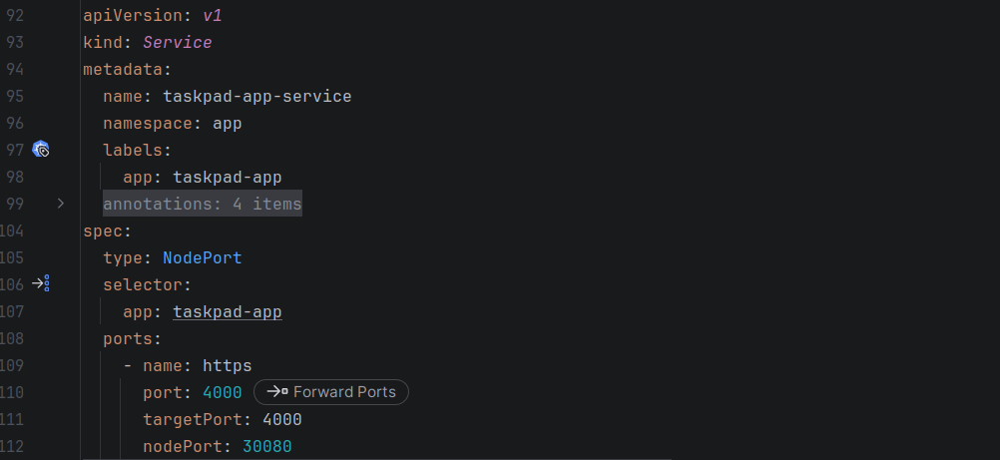 92 apiVersion: v1
93 kind: Service
94 metadata:
95   name: taskpad-app-service
96   namespace: app
97   labels:
98     app: taskpad-app
99   annotations: 4 items
104 spec:
105   type: NodePort
106   selector:
107     app: taskpad-app
108   ports:
109     - name: https
110       port: 4000 Forward Ports
111       targetPort: 4000
112       nodePort: 30080